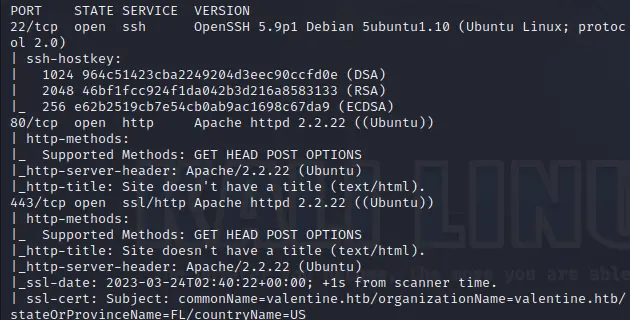 PORT    STATE SERVICE  VERSION
22/tcp  open  ssh      OpenSSH 5.9p1 Debian 5ubuntu1.10 (Ubuntu Linux; protoc
ol 2.0)
| ssh-hostkey:
|   1024 964c51423cba2249204d3eec90ccfd0e (DSA)
|   2048 46bf1fcc924f1da042b3d216a8583133 (RSA)
|_  256 e62b2519cb7e54cb0ab9ac1698c67da9 (ECDSA)
80/tcp  open  http     Apache httpd 2.2.22 ((Ubuntu))
| http-methods:
|_  Supported Methods: GET HEAD POST OPTIONS
|_http-server-header: Apache/2.2.22 (Ubuntu)
|_http-title: Site doesn't have a title (text/html).
443/tcp open  ssl/http Apache httpd 2.2.22 ((Ubuntu))
| http-methods:
|_  Supported Methods: GET HEAD POST OPTIONS
|_http-title: Site doesn't have a title (text/html).
|_http-server-header: Apache/2.2.22 (Ubuntu)
|_ssl-date: 2023-03-24T02:40:22+00:00; +1s from scanner time.
| ssl-cert: Subject: commonName=valentine.htb/organizationName=valentine.htb/
stateOrProvinceName=FL/countryName=US